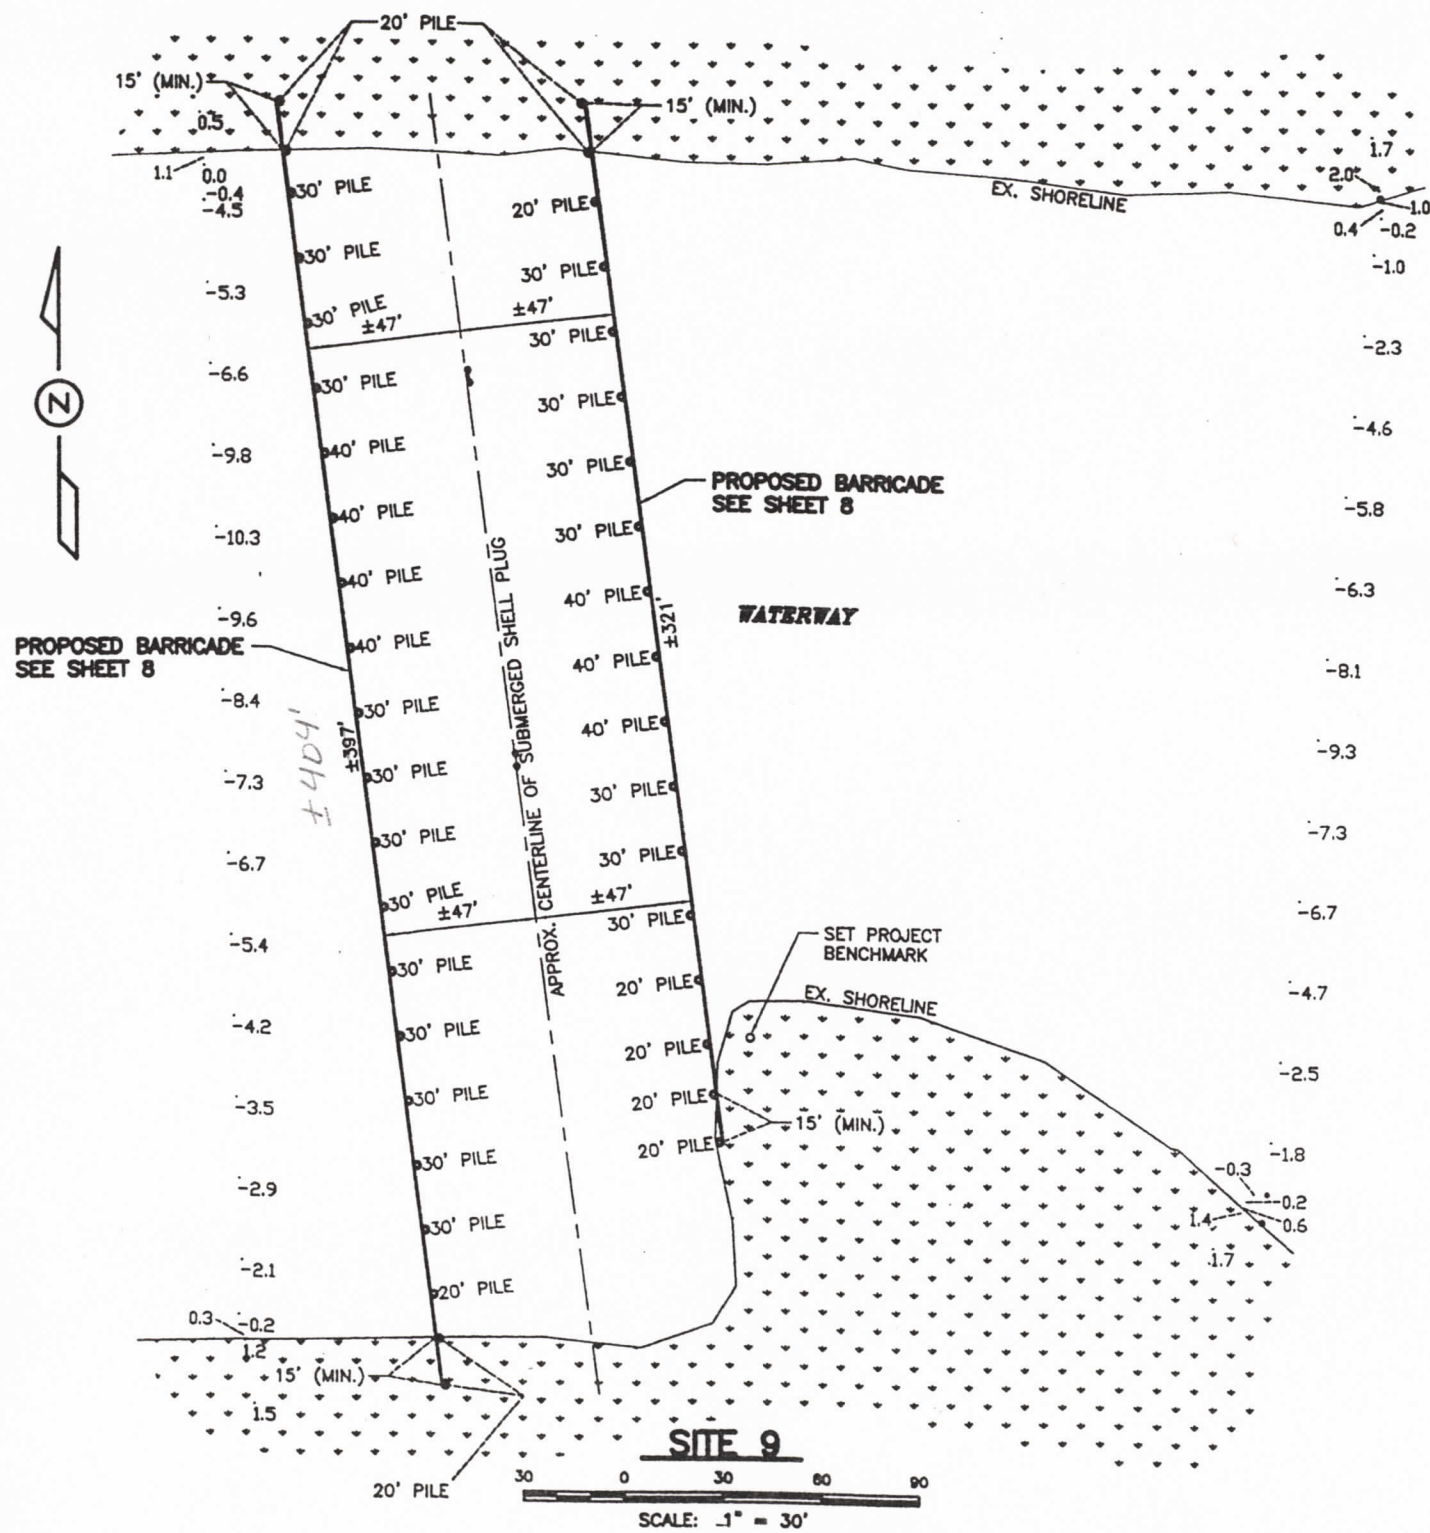 20' PILE
15' (MIN.)
15' (MIN.)
0.5
1.7
1.1
0.0
-0.4
-4.5
2.0
1.0
0.4
-0.2
-1.0
EX. SHORELINE
30' PILE
20' PILE
30' PILE
30' PILE
-5.3
30' PILE
±47'
±47'
30' PILE
-2.3
-6.6
30' PILE
30' PILE
N
-4.6
-9.8
40' PILE
30' PILE
PROPOSED BARRICADE
SEE SHEET 8
-5.8
-10.3
40' PILE
30' PILE
40' PILE
40' PILE
-6.3
-9.6
±321'
WATERWAY
PROPOSED BARRICADE
SEE SHEET 8
40' PILE
40' PILE
-8.1
-8.4
30' PILE
40' PILE
±397'
±404'
-9.3
-7.3
30' PILE
30' PILE
-7.3
-6.7
30' PILE
30' PILE
APPROX. CENTERLINE OF SUBMERGED SHELL PLUG
30' PILE
±47'
±47'
30' PILE
-6.7
-5.4
SET PROJECT
BENCHMARK
30' PILE
20' PILE
EX. SHORELINE
-4.7
-4.2
30' PILE
20' PILE
-2.5
-3.5
30' PILE
20' PILE
15' (MIN.)
20' PILE
-1.8
-2.9
30' PILE
-0.3
0.2
1.4
0.6
1.7
30' PILE
-2.1
20' PILE
0.3
-0.2
1.2
15' (MIN.)
1.5
20' PILE
SITE 9
30 0 30 60 90
SCALE: 1" = 30'